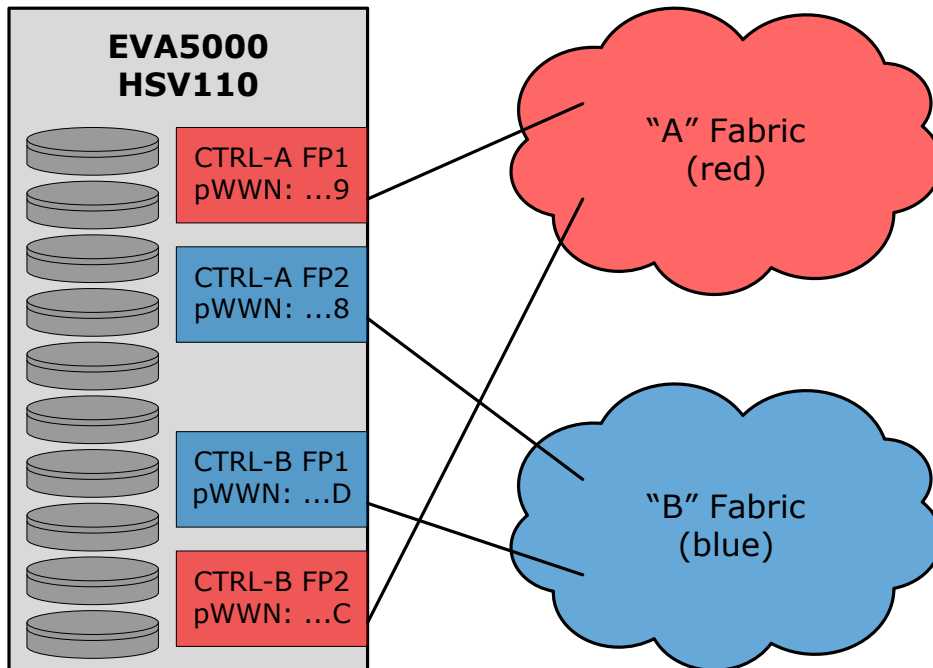 EVA5000
HSV110
CTRL-A FP1
pWWN: ...9
CTRL-A FP2
pWWN: ...8
CTRL-B FP1
pWWN: ...D
CTRL-B FP2
pWWN: ...C
“A” Fabric
(red)
“B” Fabric
(blue)